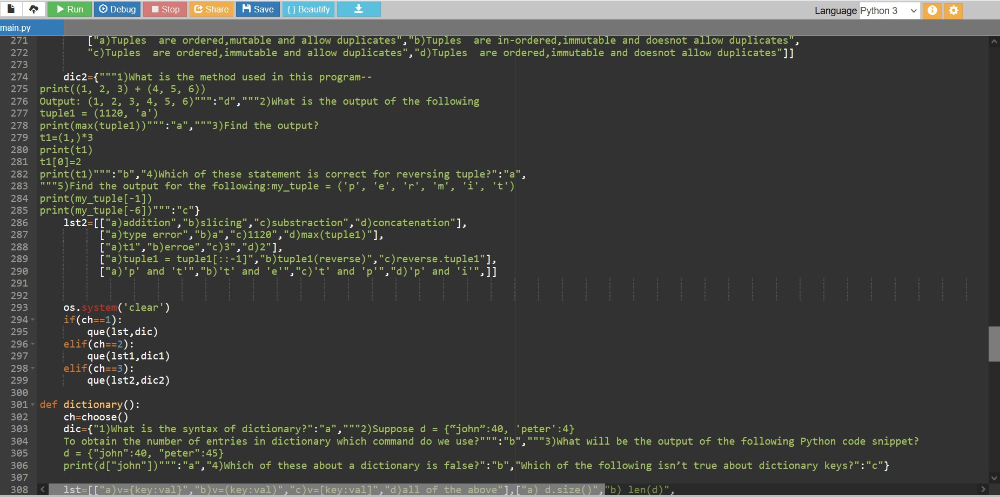 Run Debug Stop Share Save { } Beautify Language Python 3
main.py
271 ["a)Tuples  are ordered,mutable and allow duplicates","b)Tuples  are in-ordered,immutable and doesnot allow duplicates",
272 "c)Tuples  are ordered,immutable and allow duplicates","d)Tuples  are ordered,immutable and doesnot allow duplicates"]]
273
274 dic2={"""1)What is the method used in this program--
275 print((1, 2, 3) + (4, 5, 6))
276 Output: (1, 2, 3, 4, 5, 6)""":"d","""2)What is the output of the following
277 tuple1 = (1120, 'a')
278 print(max(tuple1))""":"a","""3)Find the output?
279 t1=(1,)*3
280 print(t1)
281 t1[0]=2
282 print(t1)""":"b","4)Which of these statement is correct for reversing tuple?":"a",
283 """5)Find the output for the following:my_tuple = ('p', 'e', 'r', 'm', 'i', 't')
284 print(my_tuple[-1])
285 print(my_tuple[-6])""":"c"}
286 lst2=[["a)addition","b)slicing","c)substraction","d)concatenation"],
287 ["a)type error","b)a","c)1120","d)max(tuple1)"],
288 ["a)t1","b)erroe","c)3","d)2"],
289 ["a)tuple1 = tuple1[::-1]","b)tuple1(reverse)","c)reverse.tuple1"],
290 ["a)'p' and 't'","b)'t' and 'e'","c)'t' and 'p'","d)'p' and 'i'",]]
291
292
293 os.system('clear')
294 if(ch==1):
295 que(lst,dic)
296 elif(ch==2):
297 que(lst1,dic1)
298 elif(ch==3):
299 que(lst2,dic2)
300
301 def dictionary():
302 ch=choose()
303 dic={"1)What is the syntax of dictionary?":"a","""2)Suppose d = {“john”:40, 'peter':4}
304 To obtain the number of entries in dictionary which command do we use?""":"b","""3)What will be the output of the following Python code snippet?
305 d = {"john":40, "peter":45}
306 print(d["john"])""":"a","4)Which of these about a dictionary is false?":"b","Which of the following isn’t true about dictionary keys?":"c"}
307
308 lst=[["a)v={key:val}","b)v=(key:val)","c)v=[key:val]","d)all of the above"],["a) d.size()","b) len(d)",